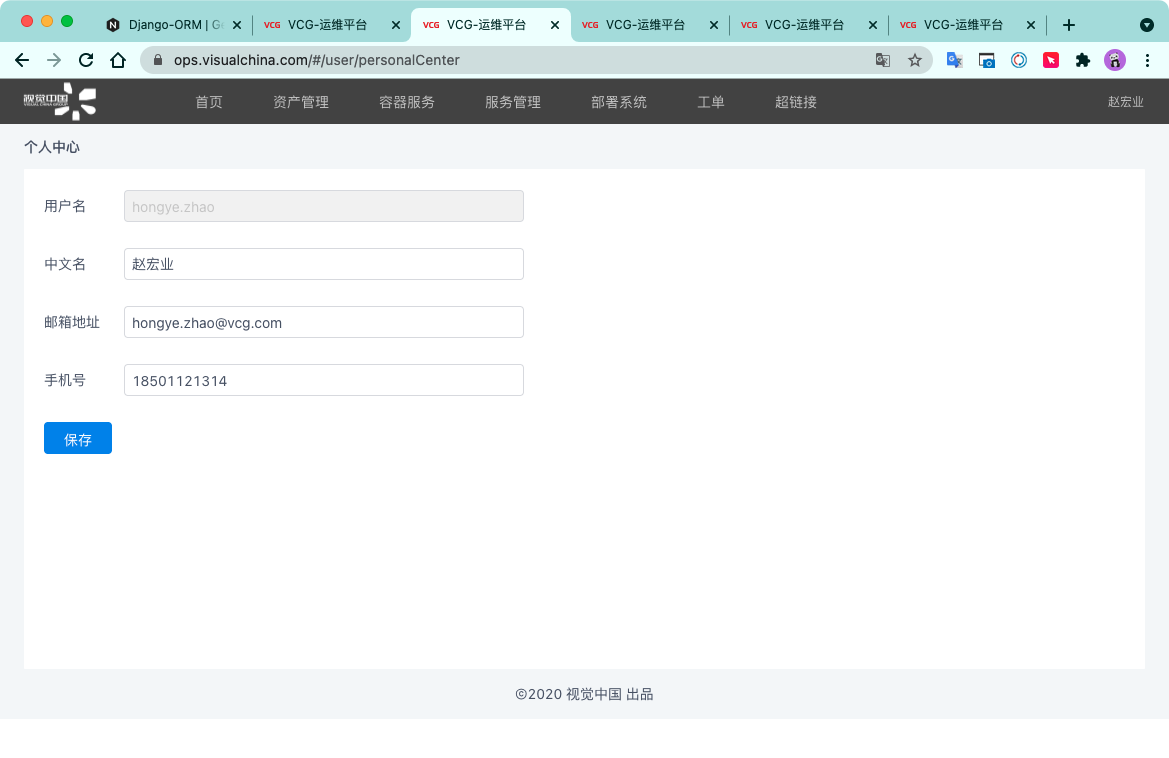 Django-ORM | G
VCG VCG-运维平台
VCG VCG-运维平台
VCG VCG-运维平台
VCG VCG-运维平台
VCG VCG-运维平台
ops.visualchina.com/#/user/personalCenter
视觉中国
VISUAL CHINA GROUP
首页 资产管理 容器服务 服务管理 部署系统 工单 超链接 赵宏业
个人中心
用户名 hongye.zhao
中文名 赵宏业
邮箱地址 hongye.zhao@vcg.com
手机号 18501121314
保存
©2020 视觉中国 出品